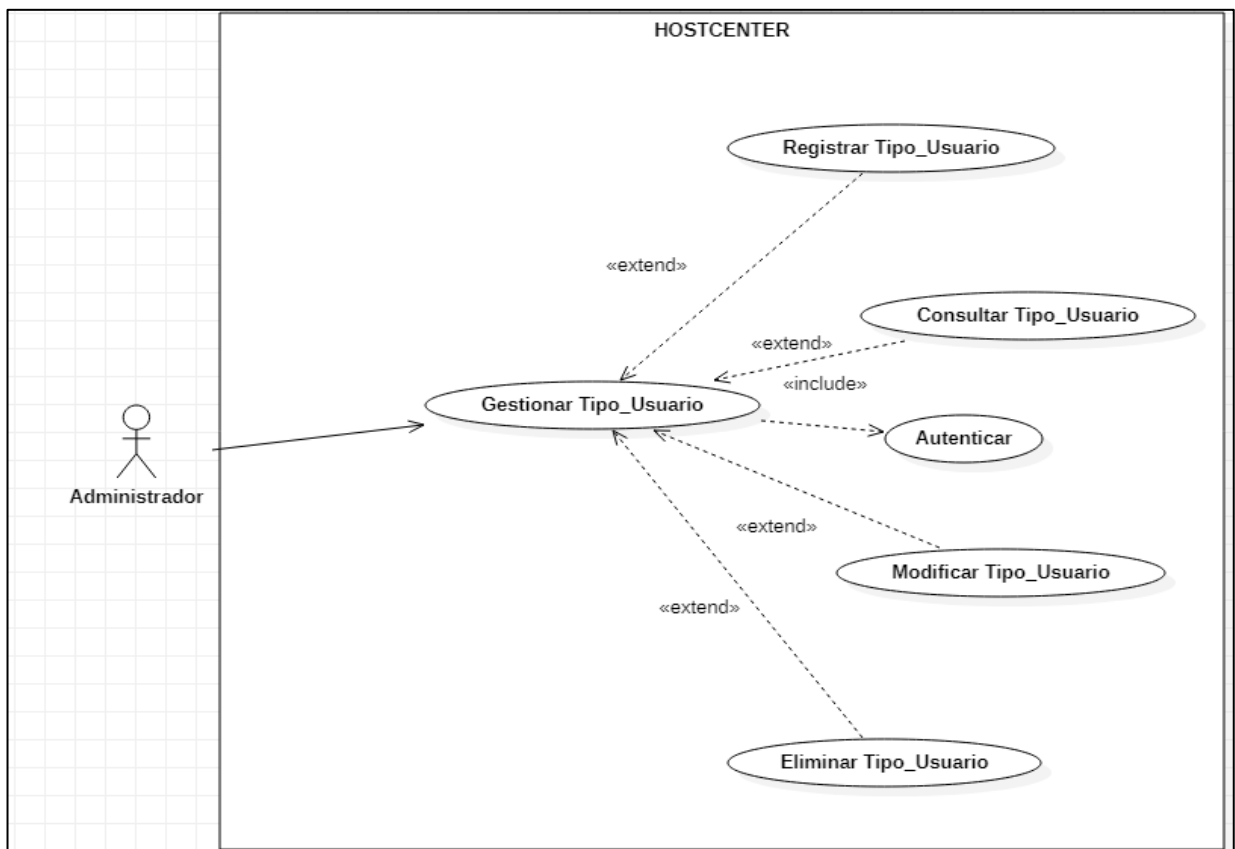 HOSTCENTER
Registrar Tipo_Usuario
«extend»
Consultar Tipo_Usuario
«extend»
«include»
Gestionar Tipo_Usuario
Autenticar
Administrador
«extend»
Modificar Tipo_Usuario
«extend»
Eliminar Tipo_Usuario